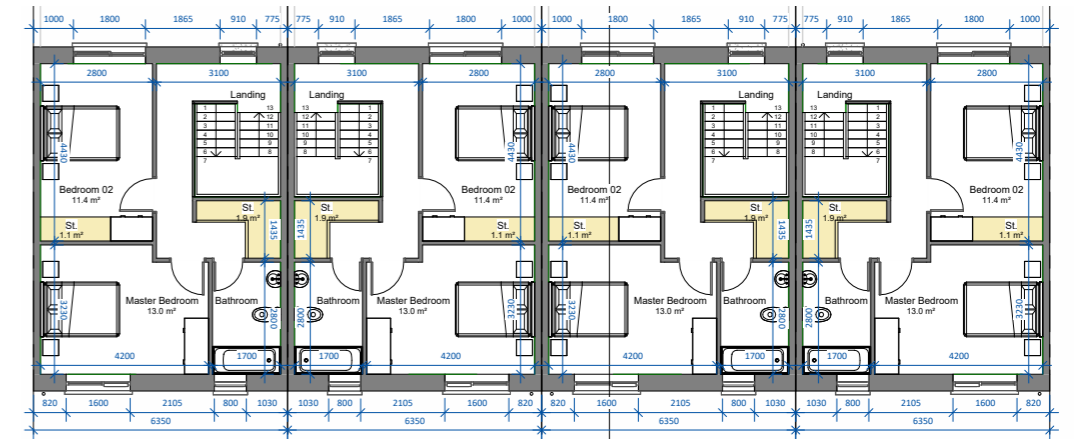 1000 1800 1865 910 775 775 910 1865 1800 1000 1000 1800 1865 910 775 775 910 1865 1800 1000
2800 3100 3100 2800 2800 3100 3100 2800
Landing Landing Landing Landing
1 13 13 1 1 13 13 1
2 12 12 2 2 12 12 2
3 11 11 3 3 11 11 3
4 10 10 4 4 10 10 4
5 9 9 5 5 9 9 5
6 8 8 6 6 8 8 6
7 7 7 7
4430 4430 4430 4430
Bedroom 02 Bedroom 02 Bedroom 02 Bedroom 02
11.4 m² 11.4 m² 11.4 m² 11.4 m²
St. St. St. St.
1.9 m² 1.9 m² 1.9 m² 1.9 m²
St. St. St. St.
1.1 m² 1.1 m² 1.1 m² 1.1 m²
1435 1435 1435 1435
Master Bedroom Bathroom Bathroom Master Bedroom Master Bedroom Bathroom Bathroom Master Bedroom
13.0 m² 13.0 m² 13.0 m² 13.0 m²
3230 2800 2800 3230 3230 2800 2800 3230
4200 1700 1700 4200 4200 1700 1700 4200
820 1600 2105 800 1030 1030 800 2105 1600 820 820 1600 2105 800 1030 1030 800 2105 1600 820
6350 6350 6350 6350